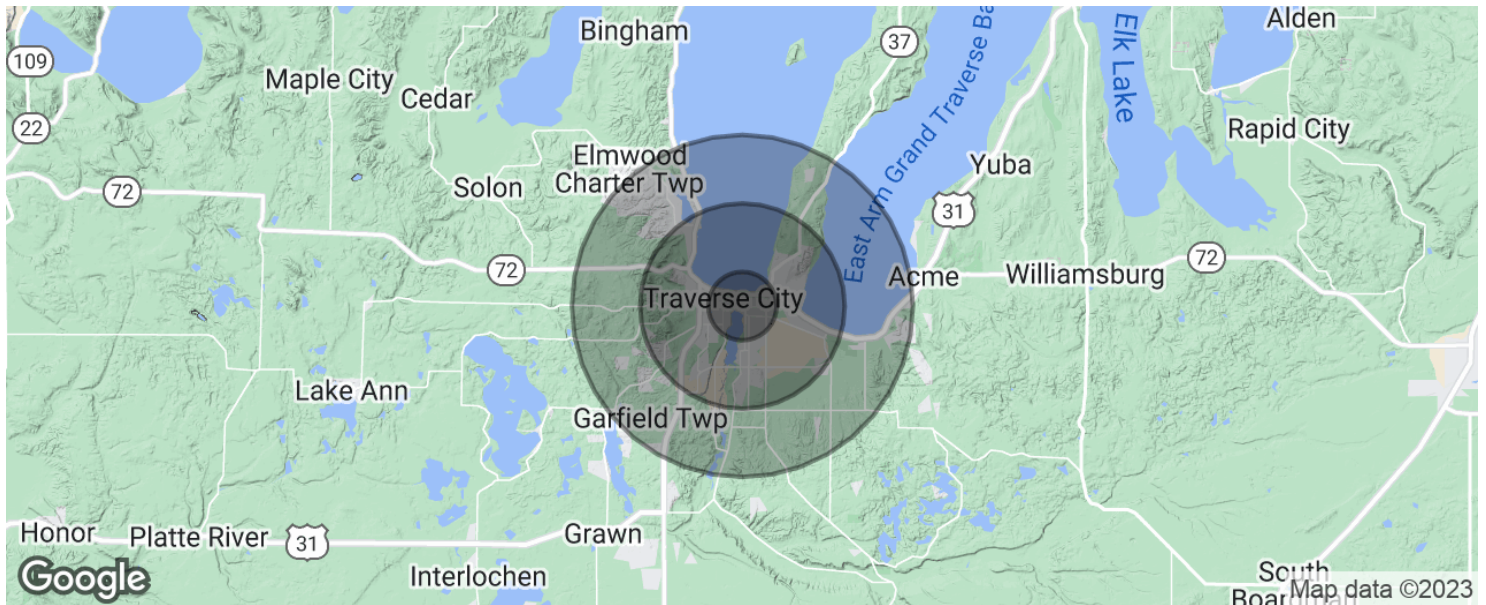 Alden
Bingham
37
109
Maple City
Cedar
East Arm Grand Traverse Ba
Elk Lake
22
Rapid City
Elmwood
Charter Twp
Yuba
72
Solon
31
72
Acme
Williamsburg
72
Traverse City
Lake Ann
Garfield Twp
Honor
Platte River
31
Grawn
Google
Interlochen
South
Map data ©2023